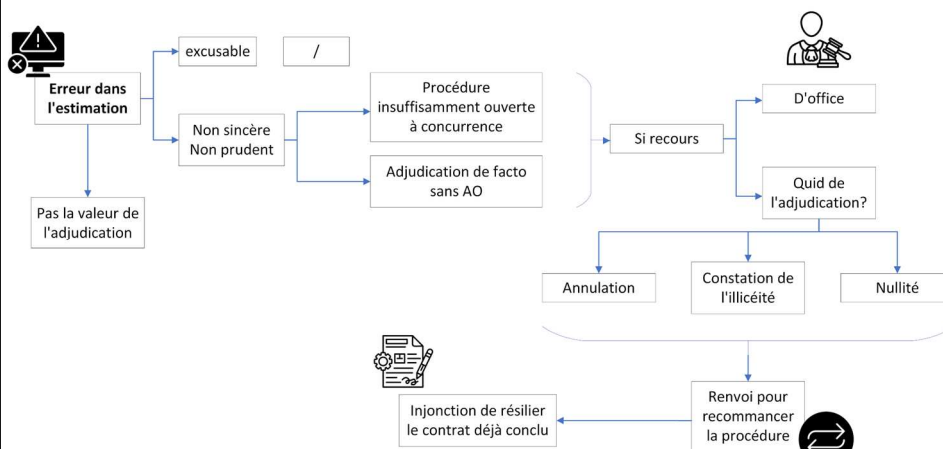 Erreur dans
l'estimation
excusable
/
Non sincère
Non prudent
Pas la valeur de
l'adjudication
Procédure
insuffisamment ouverte
à concurrence
Adjudication de facto
sans AO
Si recours
D'office
Quid de
l'adjudication?
Annulation
Constation de
l'illicéité
Nullité
Renvoi pour
recommancer
la procédure
Injonction de résilier
le contrat déjà conclu